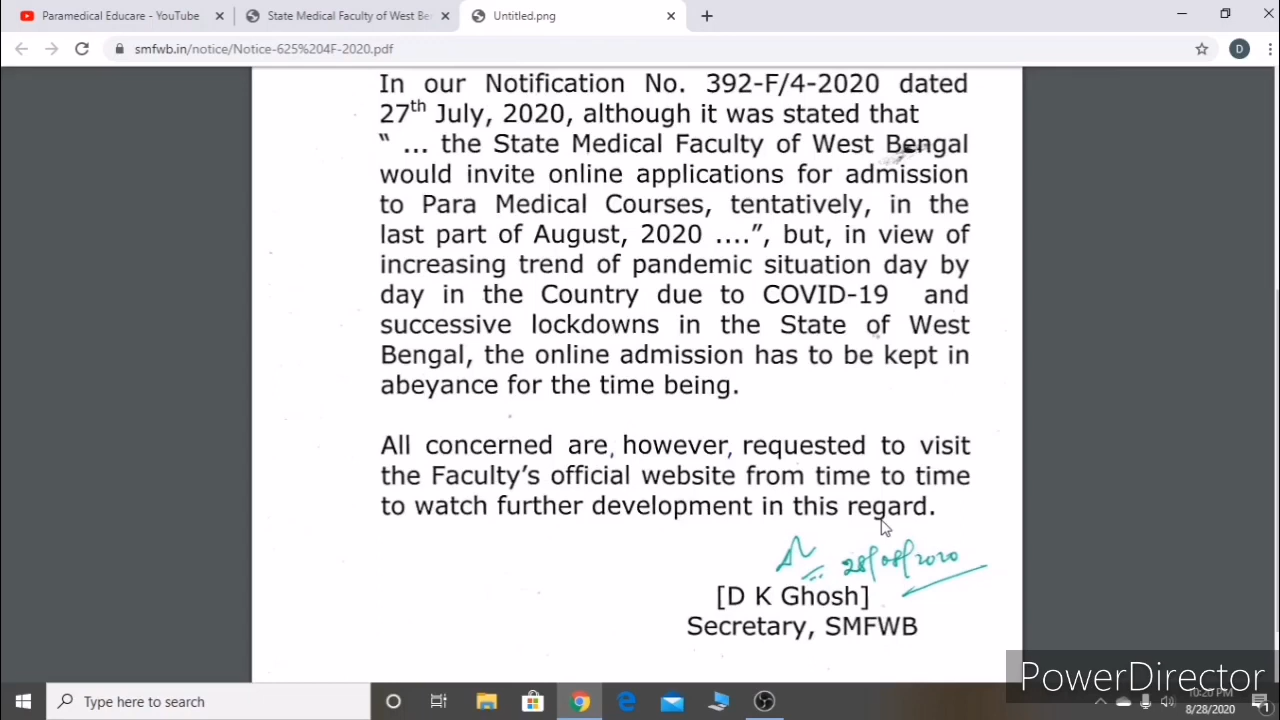 Paramedical Educare - YouTube
State Medical Faculty of West Be
Untitled.png
smfwb.in/notice/Notice-625%204F-2020.pdf
D
In our Notification No. 392-F/4-2020 dated
27th July, 2020, although it was stated that
“ ... the State Medical Faculty of West Bengal
would invite online applications for admission
to Para Medical Courses, tentatively, in the
last part of August, 2020 ....”, but, in view of
increasing trend of pandemic situation day by
day in the Country due to COVID-19 and
successive lockdowns in the State of West
Bengal, the online admission has to be kept in
abeyance for the time being.
All concerned are, however, requested to visit
the Faculty’s official website from time to time
to watch further development in this regard.
28/08/2020
[D K Ghosh]
Secretary, SMFWB
PowerDirector
Type here to search
10:20 PM
8/28/2020
1